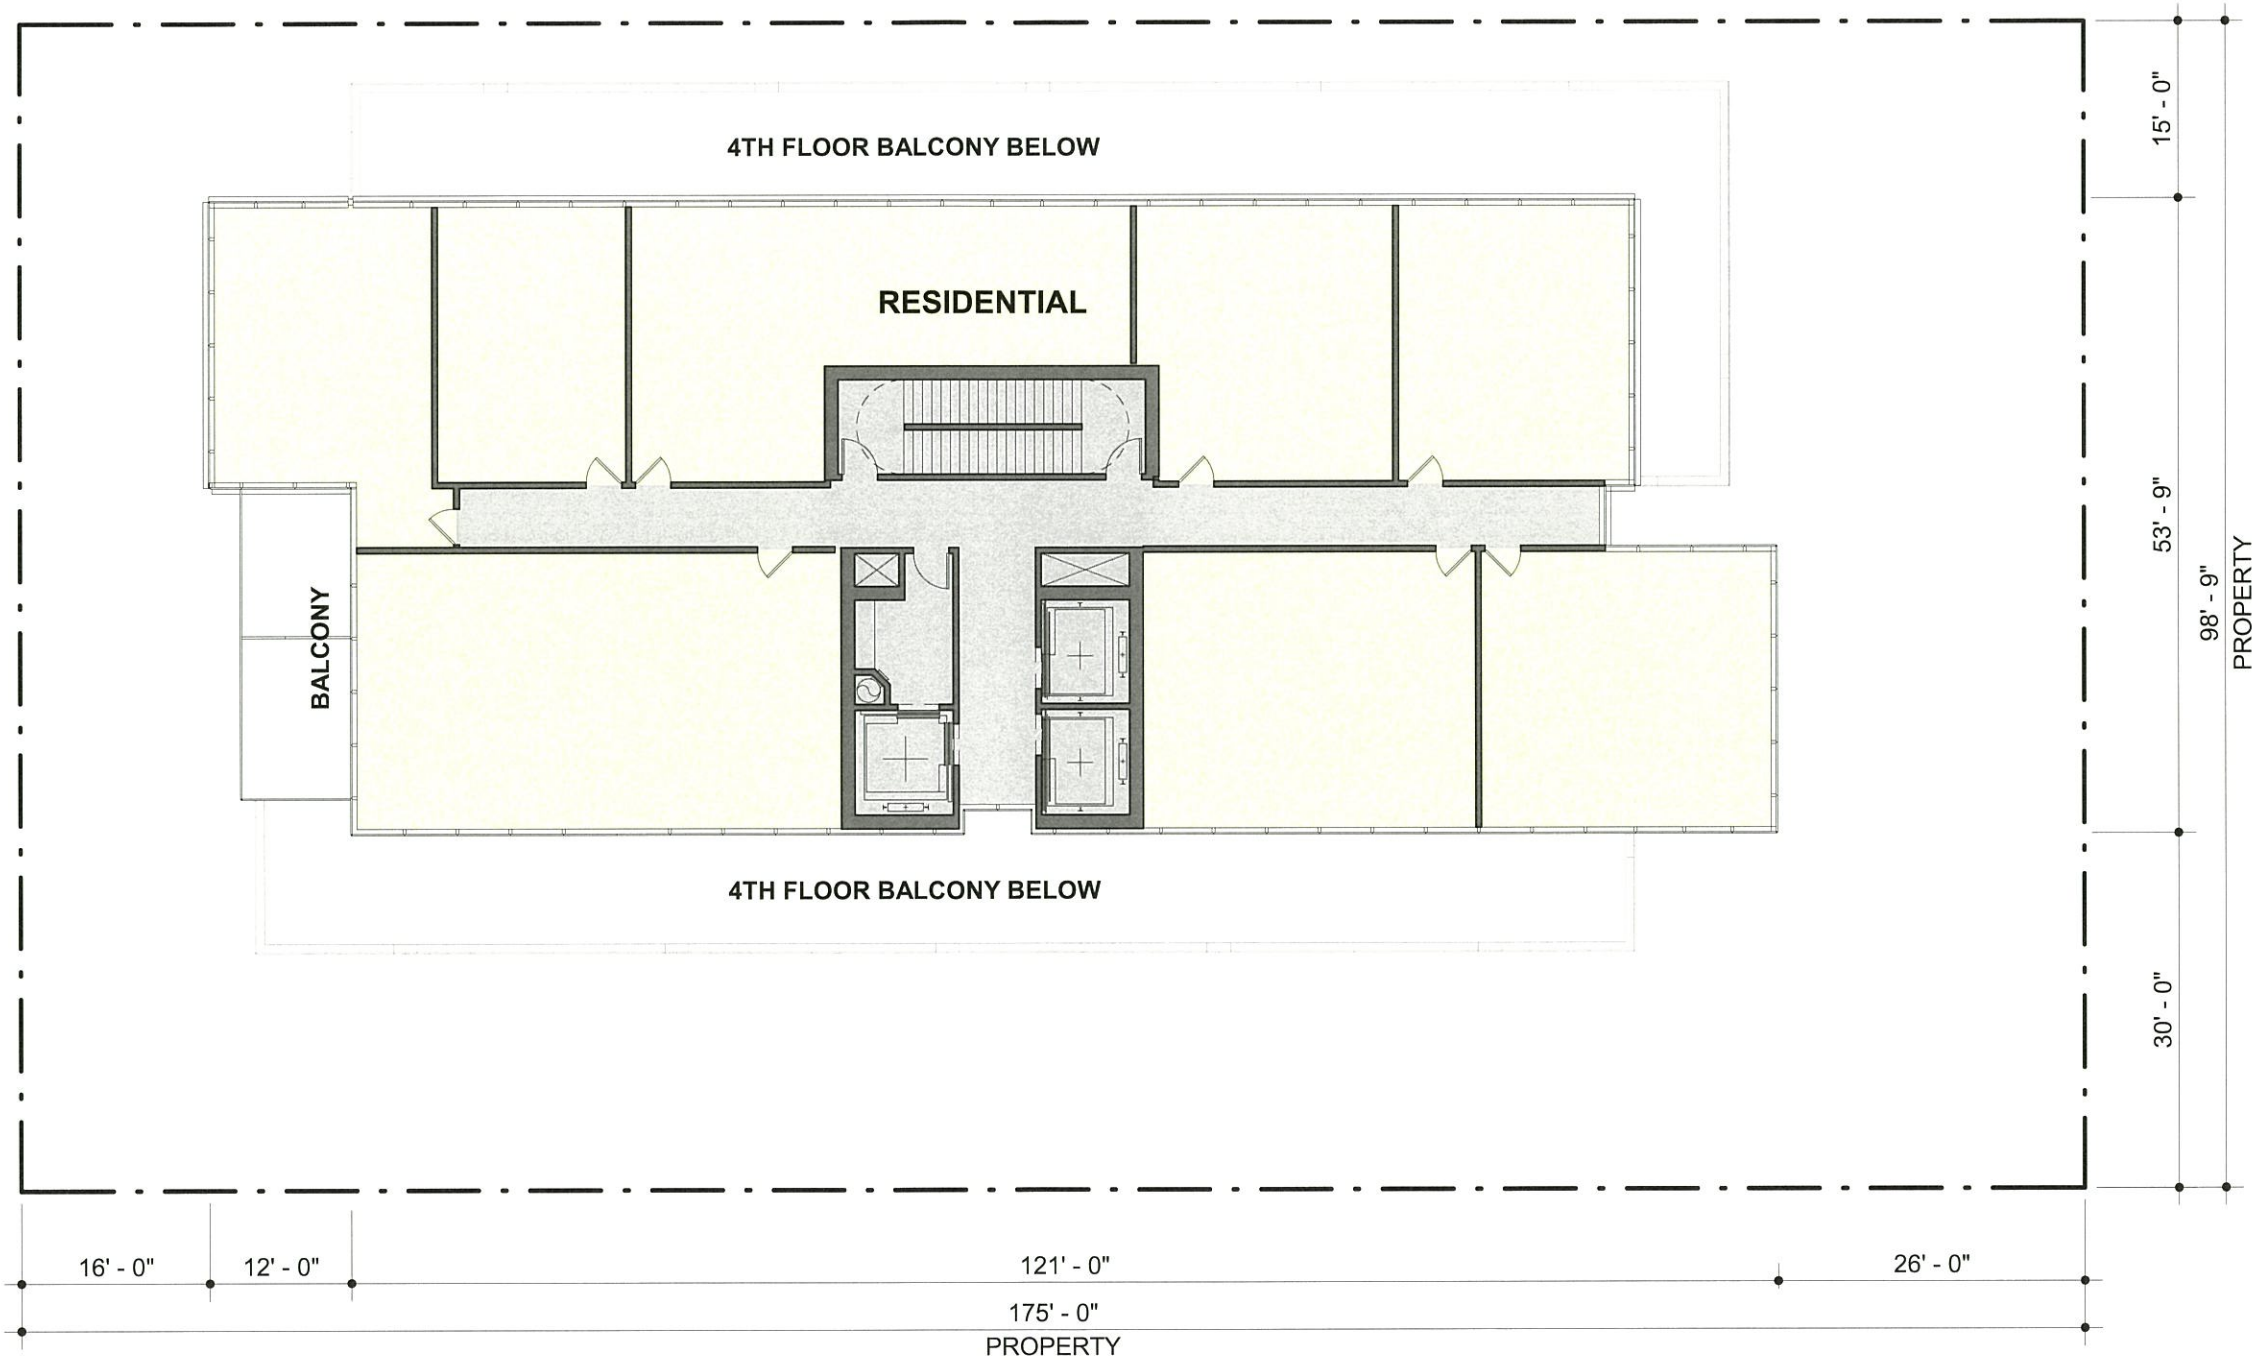 4TH FLOOR BALCONY BELOW
15' - 0"
RESIDENTIAL
53' - 9"
98' - 9"
PROPERTY
BALCONY
4TH FLOOR BALCONY BELOW
30' - 0"
16' - 0"
12' - 0"
121' - 0"
26' - 0"
175' - 0"
PROPERTY